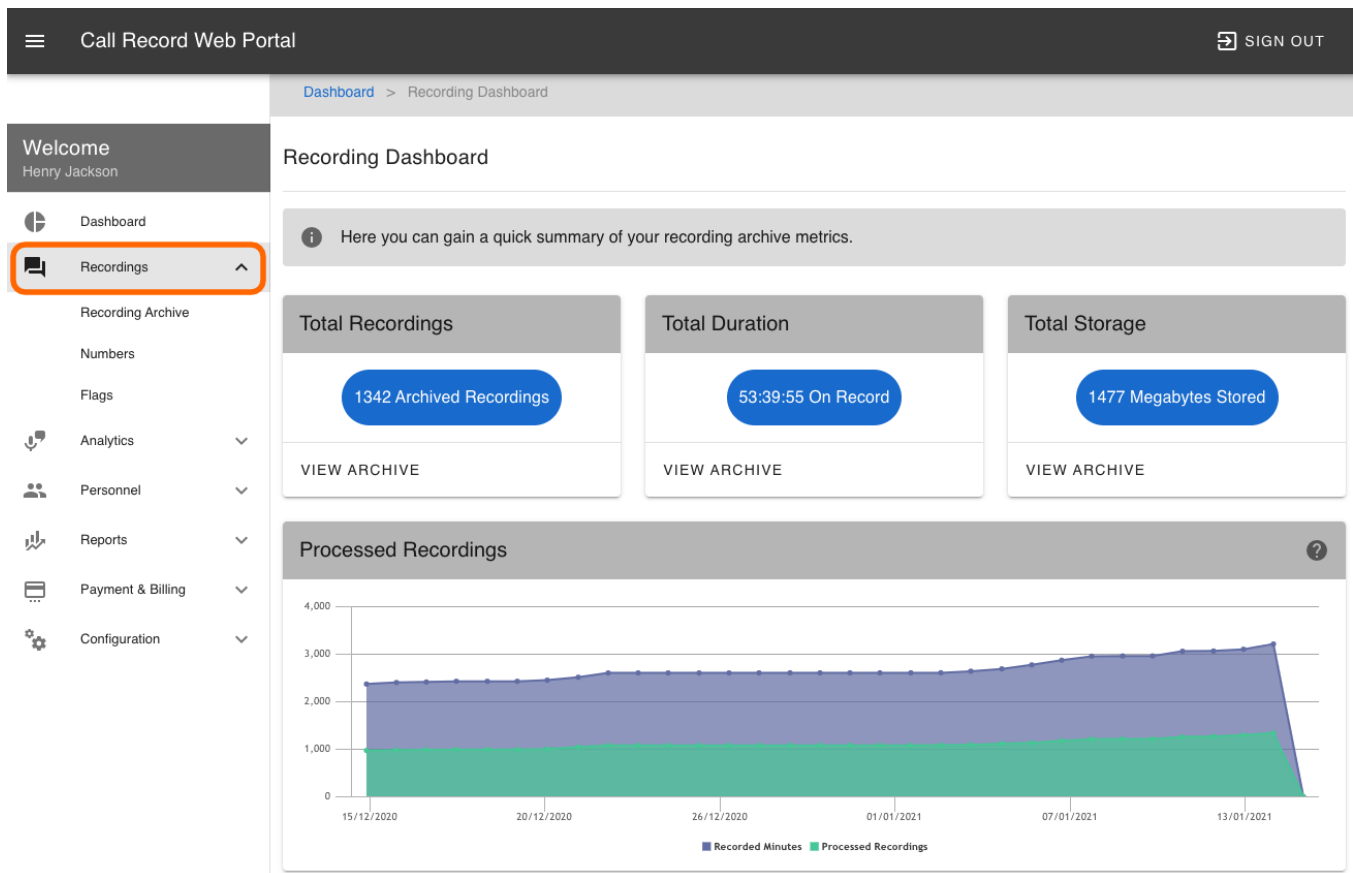 Call Record Web Portal
SIGN OUT
Dashboard > Recording Dashboard
Welcome
Henry Jackson
Dashboard
Recordings
Recording Archive
Numbers
Flags
Analytics
Personnel
Reports
Payment & Billing
Configuration
Recording Dashboard
Here you can gain a quick summary of your recording archive metrics.
Total Recordings
1342 Archived Recordings
VIEW ARCHIVE
Total Duration
53:39:55 On Record
VIEW ARCHIVE
Total Storage
1477 Megabytes Stored
VIEW ARCHIVE
Processed Recordings
4,000
3,000
2,000
1,000
0
15/12/2020 20/12/2020 26/12/2020 01/01/2021 07/01/2021 13/01/2021
Recorded Minutes Processed Recordings